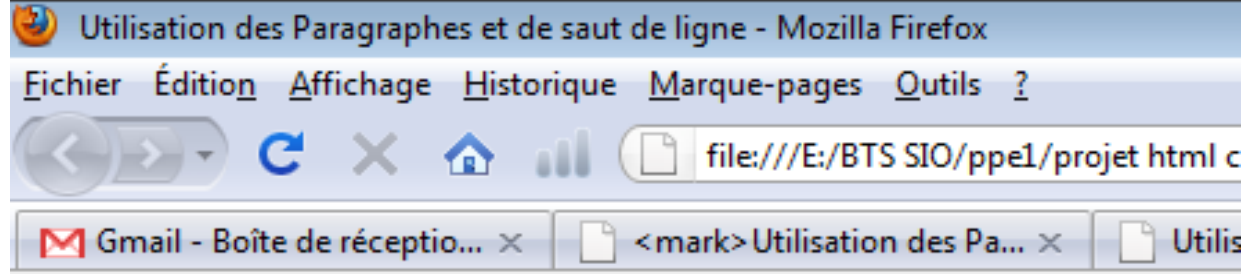 Utilisation des Paragraphes et de saut de ligne - Mozilla Firefox
Fichier Édition Affichage Historique Marque-pages Outils ?
file:///E:/BTS SIO/ppe1/projet html c
Gmail - Boîte de réceptio... <mark>Utilisation des Pa... Utilis